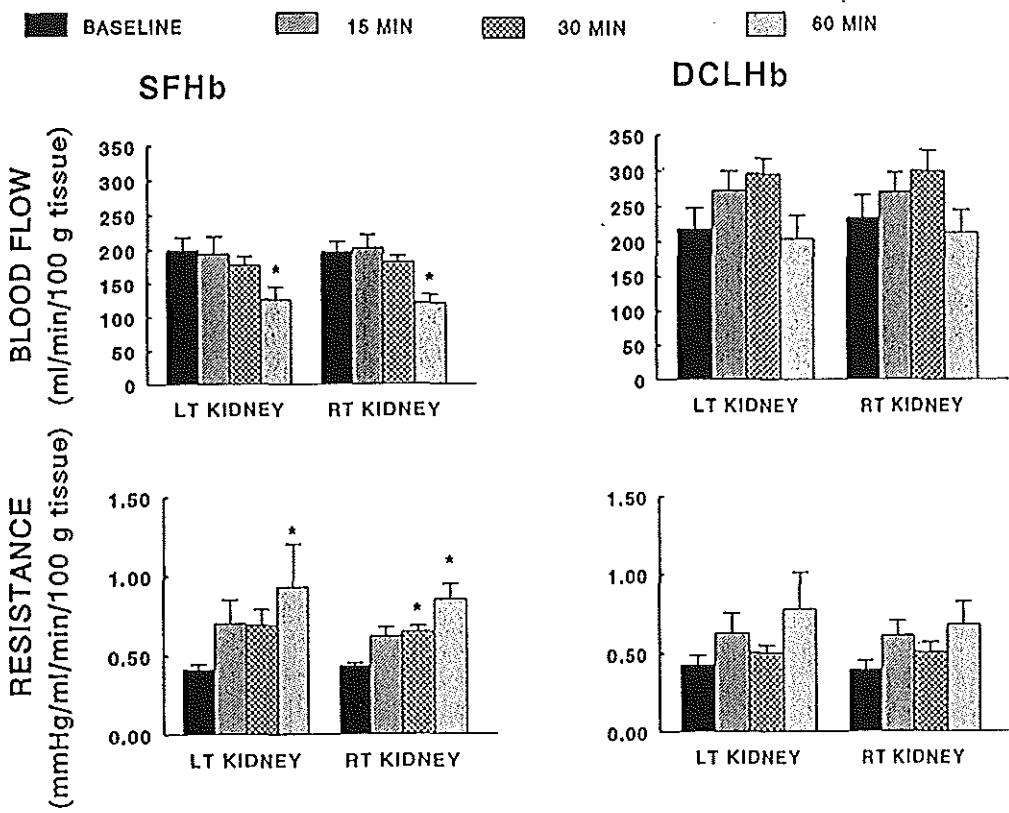 BASELINE 15 MIN 30 MIN 60 MIN
SFHb
DCLHb
BLOOD FLOW
(ml/min/100 g tissue)
350
300
250
200
150
100
50
0
* *
LT KIDNEY RT KIDNEY
350
300
250
200
150
100
50
0
LT KIDNEY RT KIDNEY
RESISTANCE
(mmHg/ml/min/100 g tissue)
1.50
1.00
0.50
0.00
* * *
LT KIDNEY RT KIDNEY
1.50
1.00
0.50
0.00
LT KIDNEY RT KIDNEY